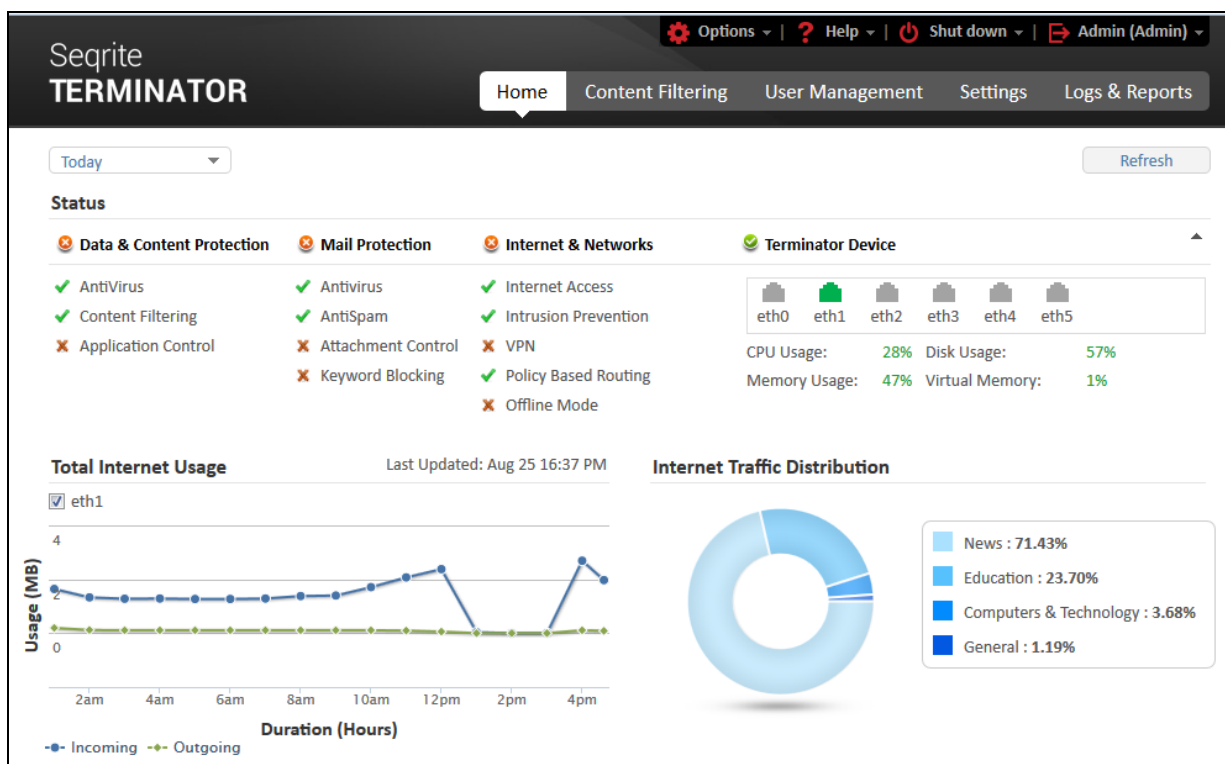 Options | Help | Shut down | Admin (Admin)
Seqrite
TERMINATOR
Home Content Filtering User Management Settings Logs & Reports
Today Refresh
Status
Data & Content Protection Mail Protection Internet & Networks Terminator Device
AntiVirus Antivirus Internet Access
Content Filtering AntiSpam Intrusion Prevention eth0 eth1 eth2 eth3 eth4 eth5
Application Control Attachment Control VPN CPU Usage: 28% Disk Usage: 57%
Keyword Blocking Policy Based Routing Memory Usage: 47% Virtual Memory: 1%
Offline Mode
Total Internet Usage Last Updated: Aug 25 16:37 PM Internet Traffic Distribution
eth1
4
2
0
Usage (MB)
2am 4am 6am 8am 10am 12pm 2pm 4pm
Duration (Hours)
Incoming Outgoing
News : 71.43%
Education : 23.70%
Computers & Technology : 3.68%
General : 1.19%